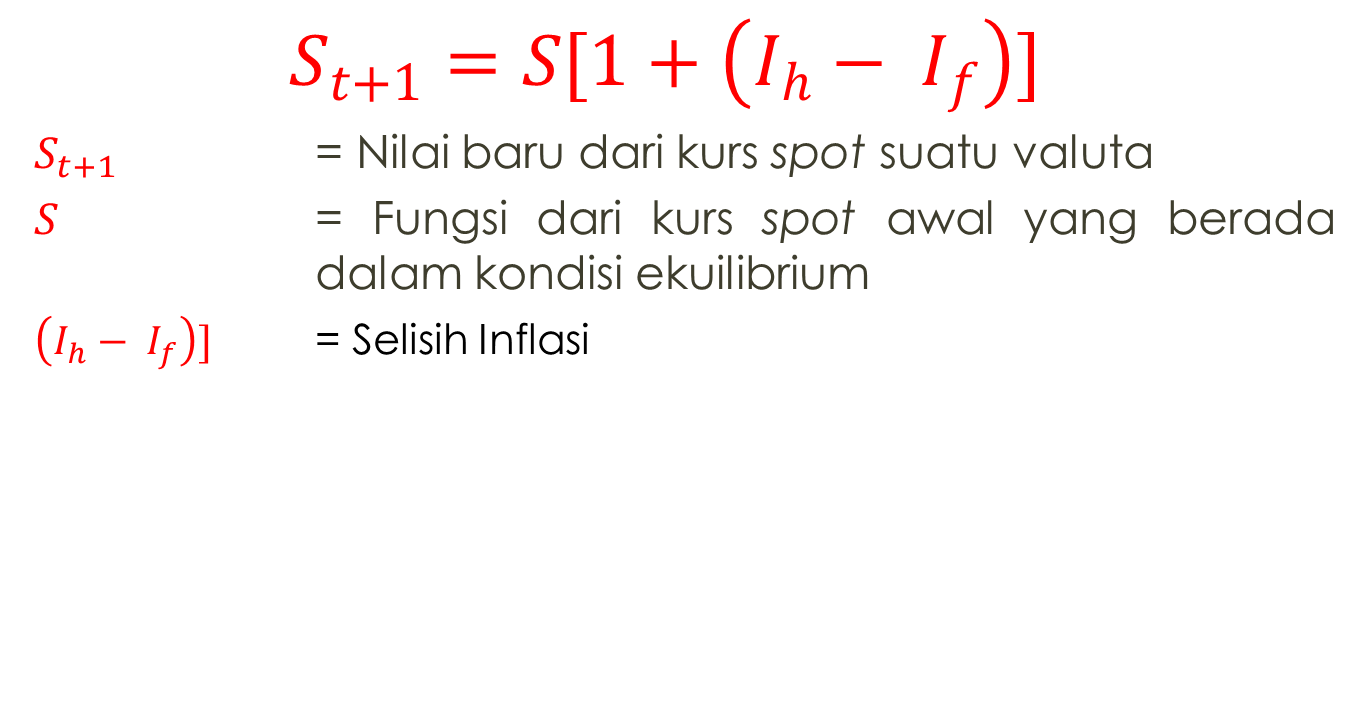 S_{t+1} = S[1 + (I_h − I_f)]
S_{t+1} = Nilai baru dari kurs spot suatu valuta
S = Fungsi dari kurs spot awal yang berada
dalam kondisi ekuilibrium
(I_h − I_f)] = Selisih Inflasi